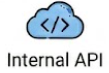 </>
Internal API